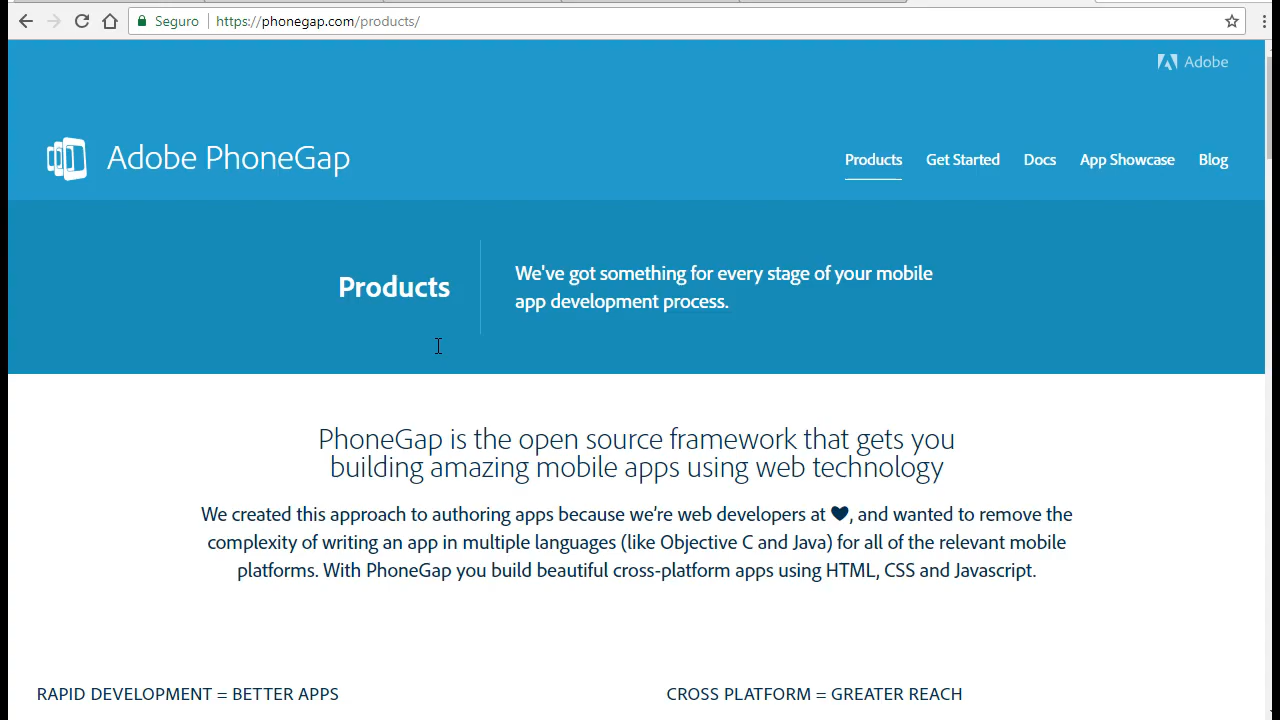 Seguro https://phonegap.com/products/
Adobe
Adobe PhoneGap
Products Get Started Docs App Showcase Blog
Products
We've got something for every stage of your mobile
app development process.
PhoneGap is the open source framework that gets you
building amazing mobile apps using web technology
We created this approach to authoring apps because we’re web developers at ♥, and wanted to remove the
complexity of writing an app in multiple languages (like Objective C and Java) for all of the relevant mobile
platforms. With PhoneGap you build beautiful cross-platform apps using HTML, CSS and Javascript.
RAPID DEVELOPMENT = BETTER APPS
CROSS PLATFORM = GREATER REACH